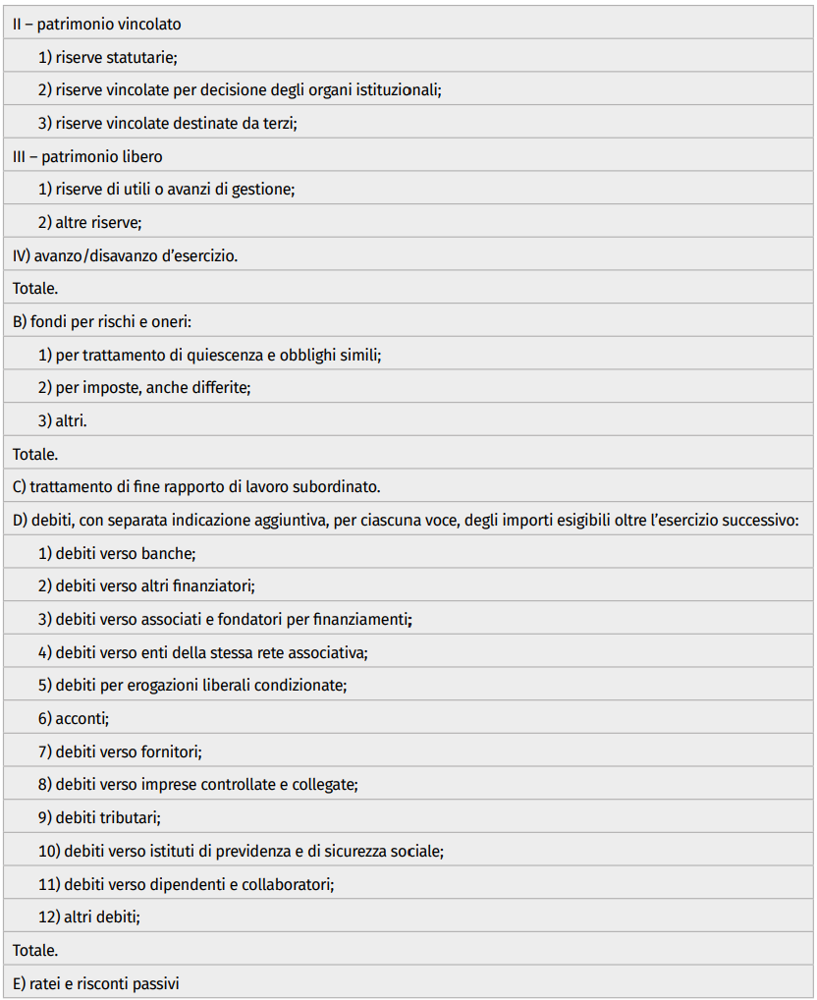 II – patrimonio vincolato
1) riserve statutarie;
2) riserve vincolate per decisione degli organi istituzionali;
3) riserve vincolate destinate da terzi;
III – patrimonio libero
1) riserve di utili o avanzi di gestione;
2) altre riserve;
IV) avanzo/disavanzo d’esercizio.
Totale.
B) fondi per rischi e oneri:
1) per trattamento di quiescenza e obblighi simili;
2) per imposte, anche differite;
3) altri.
Totale.
C) trattamento di fine rapporto di lavoro subordinato.
D) debiti, con separata indicazione aggiuntiva, per ciascuna voce, degli importi esigibili oltre l’esercizio successivo:
1) debiti verso banche;
2) debiti verso altri finanziatori;
3) debiti verso associati e fondatori per finanziamenti;
4) debiti verso enti della stessa rete associativa;
5) debiti per erogazioni liberali condizionate;
6) acconti;
7) debiti verso fornitori;
8) debiti verso imprese controllate e collegate;
9) debiti tributari;
10) debiti verso istituti di previdenza e di sicurezza sociale;
11) debiti verso dipendenti e collaboratori;
12) altri debiti;
Totale.
E) ratei e risconti passivi